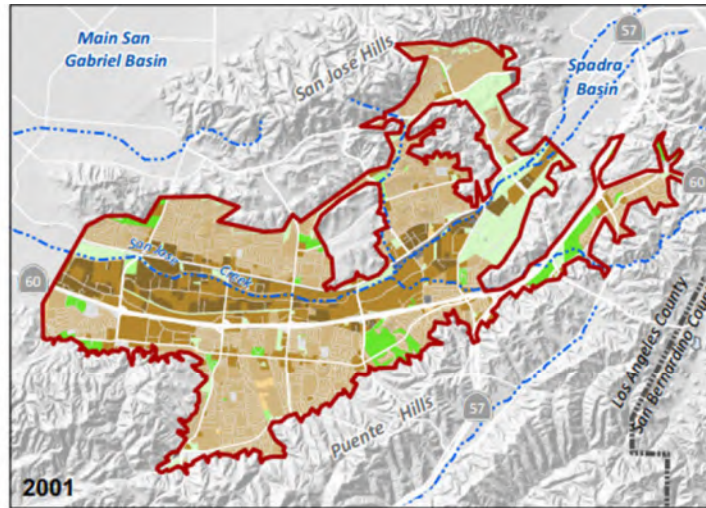 Main San
Gabriel Basin
San Jose Hills
57
Spadra
Basin
60
San Jose
Creek
60
Los Angeles County
San Bernardino
57
Puente Hills
2001